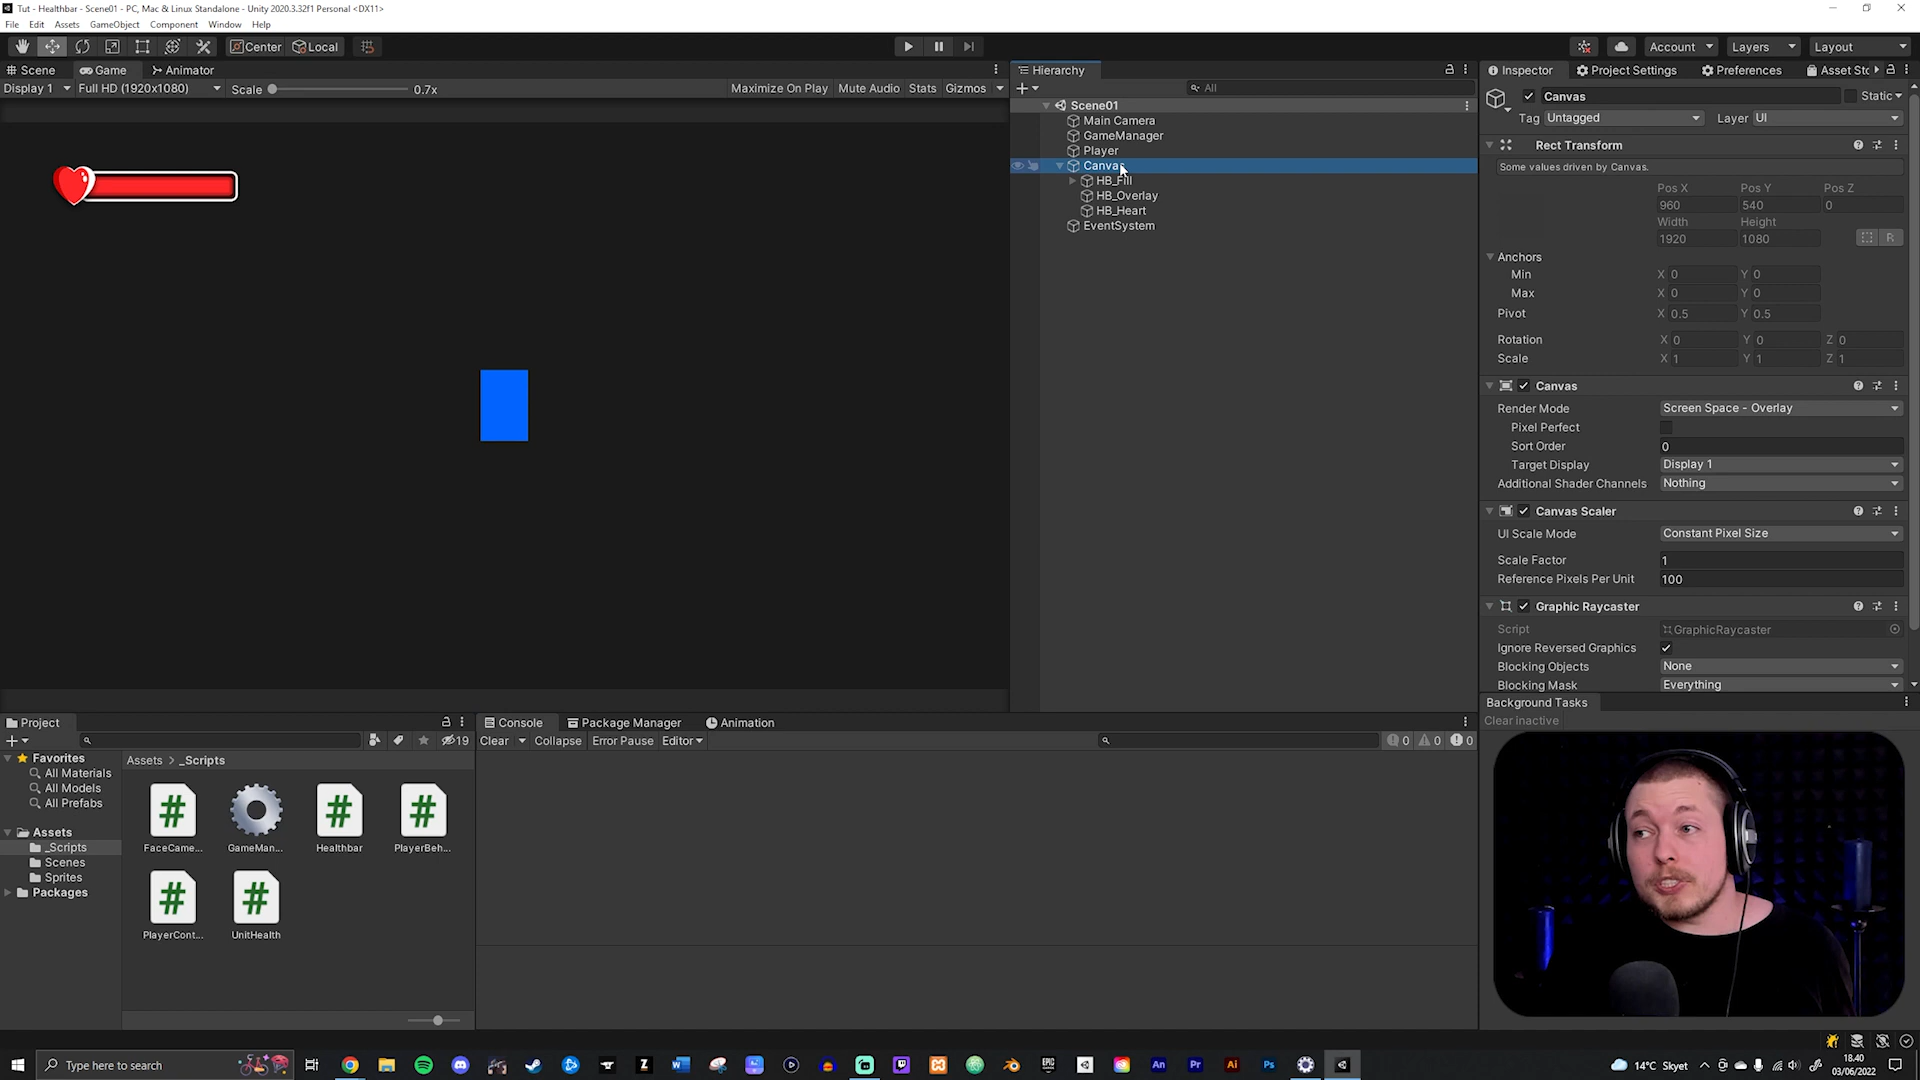 Tut - Healthbar - Scene01 - PC, Mac & Linux Standalone - Unity 2020.3.32f1 Personal <DX11>
File Edit Assets GameObject Component Window Help
Center Local Account Layers Layout
Scene Game Animator
Display 1 Full HD (1920x1080) Scale 0.7x Maximize On Play Mute Audio Stats Gizmos
Hierarchy
All
Scene01
Main Camera
GameManager
Player
Canvas
HB_Fill
HB_Overlay
HB_Heart
EventSystem
Inspector Project Settings Preferences Asset Sto
Canvas Static
Tag Untagged Layer UI
Rect Transform
Some values driven by Canvas.
Pos X Pos Y Pos Z
960 540 0
Width Height
1920 1080 R
Anchors
Min X 0 Y 0
Max X 0 Y 0
Pivot X 0.5 Y 0.5
Rotation X 0 Y 0 Z 0
Scale X 1 Y 1 Z 1
Canvas
Render Mode Screen Space - Overlay
Pixel Perfect
Sort Order 0
Target Display Display 1
Additional Shader Channels Nothing
Canvas Scaler
UI Scale Mode Constant Pixel Size
Scale Factor 1
Reference Pixels Per Unit 100
Graphic Raycaster
Script GraphicRaycaster
Ignore Reversed Graphics
Blocking Objects None
Blocking Mask Everything
Background Tasks
Clear inactive
Project
19
Favorites
All Materials
All Models
All Prefabs
Assets
_Scripts
Scenes
Sprites
Packages
Assets > _Scripts
FaceCame... GameMan... Healthbar PlayerBeh...
PlayerCont... UnitHealth
Console Package Manager Animation
Clear Collapse Error Pause Editor 0 0 0
Type here to search
14°C Skyet
18.40
03/06/2022